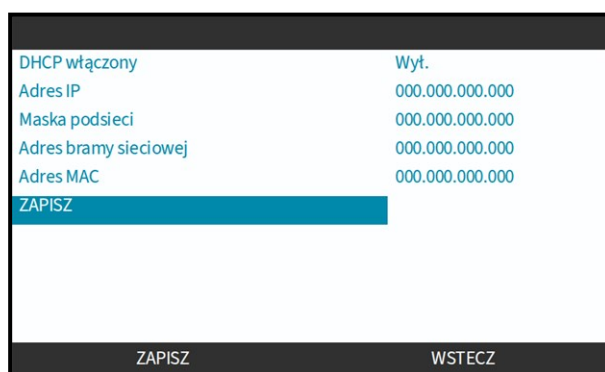 DHCP włączony Wył.
Adres IP 000.000.000.000
Maska podsieci 000.000.000.000
Adres bramy sieciowej 000.000.000.000
Adres MAC 000.000.000.000
ZAPISZ
ZAPISZ WSTECZ